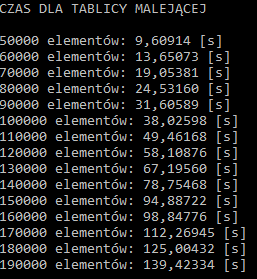 CZAS DLA TABLICY MALEJĄCEJ
50000 elementów: 9,60914 [s]
60000 elementów: 13,65073 [s]
70000 elementów: 19,05381 [s]
80000 elementów: 24,53160 [s]
90000 elementów: 31,60589 [s]
100000 elementów: 38,02598 [s]
110000 elementów: 49,46168 [s]
120000 elementów: 58,10876 [s]
130000 elementów: 67,19560 [s]
140000 elementów: 78,75468 [s]
150000 elementów: 94,88722 [s]
160000 elementów: 98,84776 [s]
170000 elementów: 112,26945 [s]
180000 elementów: 125,00432 [s]
190000 elementów: 139,42334 [s]